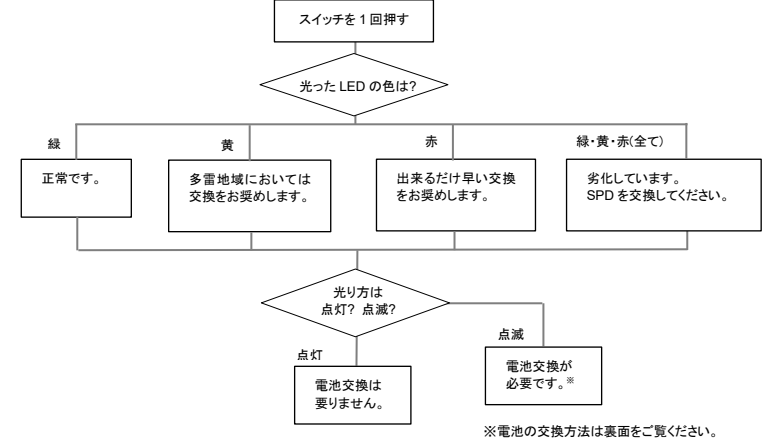 スイッチを1回押す
光ったLEDの色は?
緑
黄
赤
緑・黄・赤(全て)
正常です。
多雷地域においては
交換をお奨めします。
出来るだけ早い交換
をお奨めします。
劣化しています。
SPDを交換してください。
光り方は
点灯? 点滅?
点灯
点滅
電池交換は
要りません。
電池交換が
必要です。※
※電池の交換方法は裏面をご覧ください。